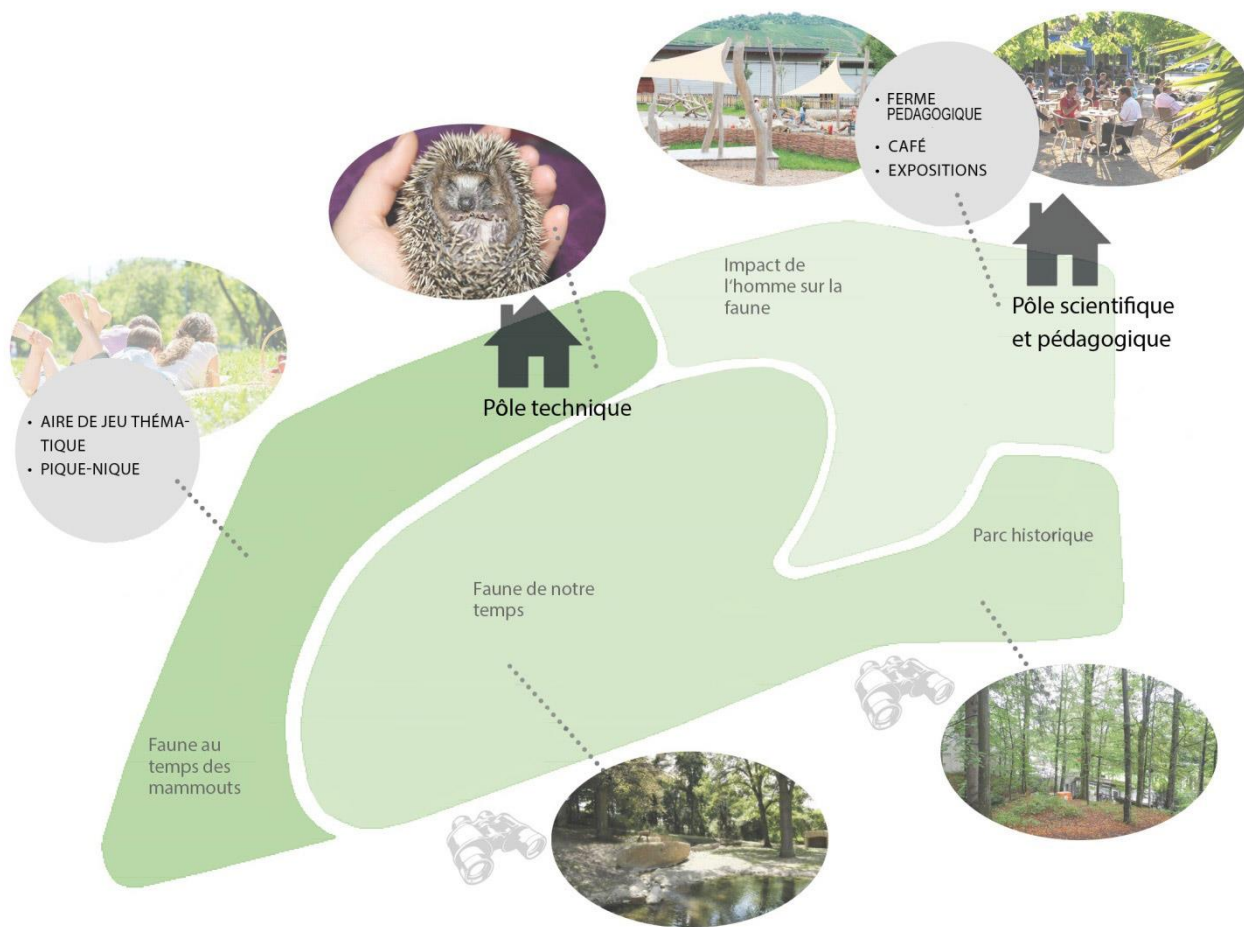 • FERME
PEDAGOGIQUE
• CAFÉ
• EXPOSITIONS
Impact de
l'homme sur la
faune
Pôle scientifique
et pédagogique
Pôle technique
• AIRE DE JEU THÉMA-
TIQUE
• PIQUE-NIQUE
Parc historique
Faune de notre
temps
Faune au
temps des
mammouts